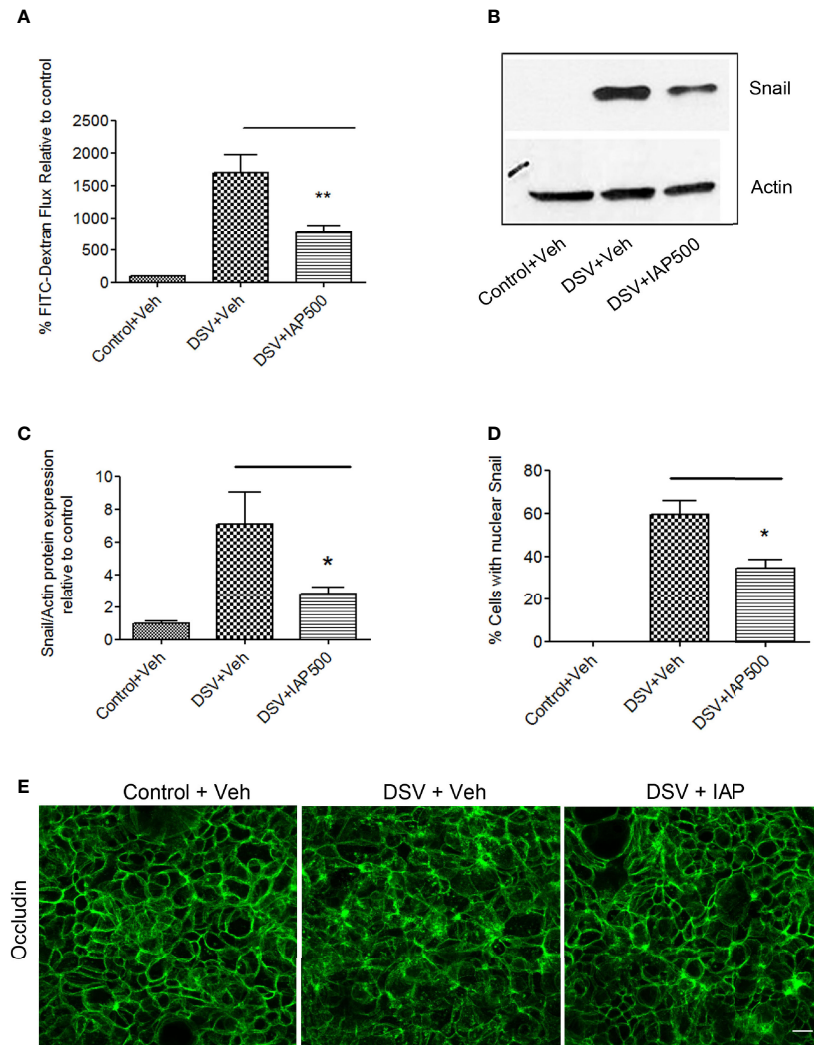 A
% FITC-Dextran Flux Relative to control
2500
2000
1500
1000
500
0
**
Control+Veh
DSV+Veh
DSV+IAP500
B
Snail
Actin
Control+Veh
DSV+Veh
DSV+IAP500
C
Snail/Actin protein expression
relative to control
10
8
6
4
2
0
*
Control+Veh
DSV+Veh
DSV+IAP500
D
% Cells with nuclear Snail
80
60
40
20
0
*
Control+Veh
DSV+Veh
DSV+IAP500
E
Control + Veh
DSV + Veh
DSV + IAP
Occludin